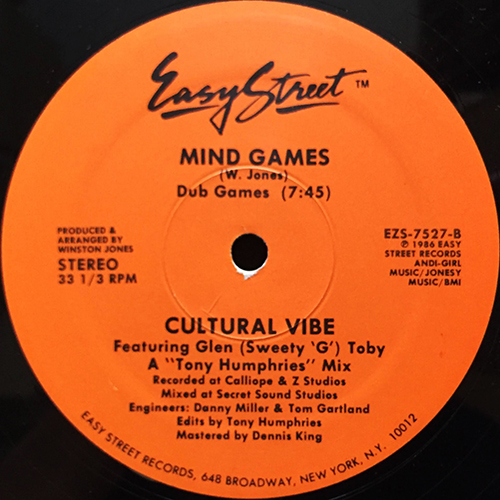 Easy Street ™
MIND GAMES
(W. Jones)
Dub Games (7:45)
PRODUCED &
ARRANGED BY
WINSTON JONES
STEREO
33 1/3 RPM
EZS-7527-B
℗ 1986 EASY
STREET RECORDS
ANDI-GIRL
MUSIC/JONESY
MUSIC/BMI
CULTURAL VIBE
Featuring Glen (Sweety 'G') Toby
A "Tony Humphries" Mix
Recorded at Calliope & Z Studios
Mixed at Secret Sound Studios
Engineers: Danny Miller & Tom Gartland
Edits by Tony Humphries
Mastered by Dennis King
EASY STREET RECORDS, 648 BROADWAY, NEW YORK, N.Y. 10012